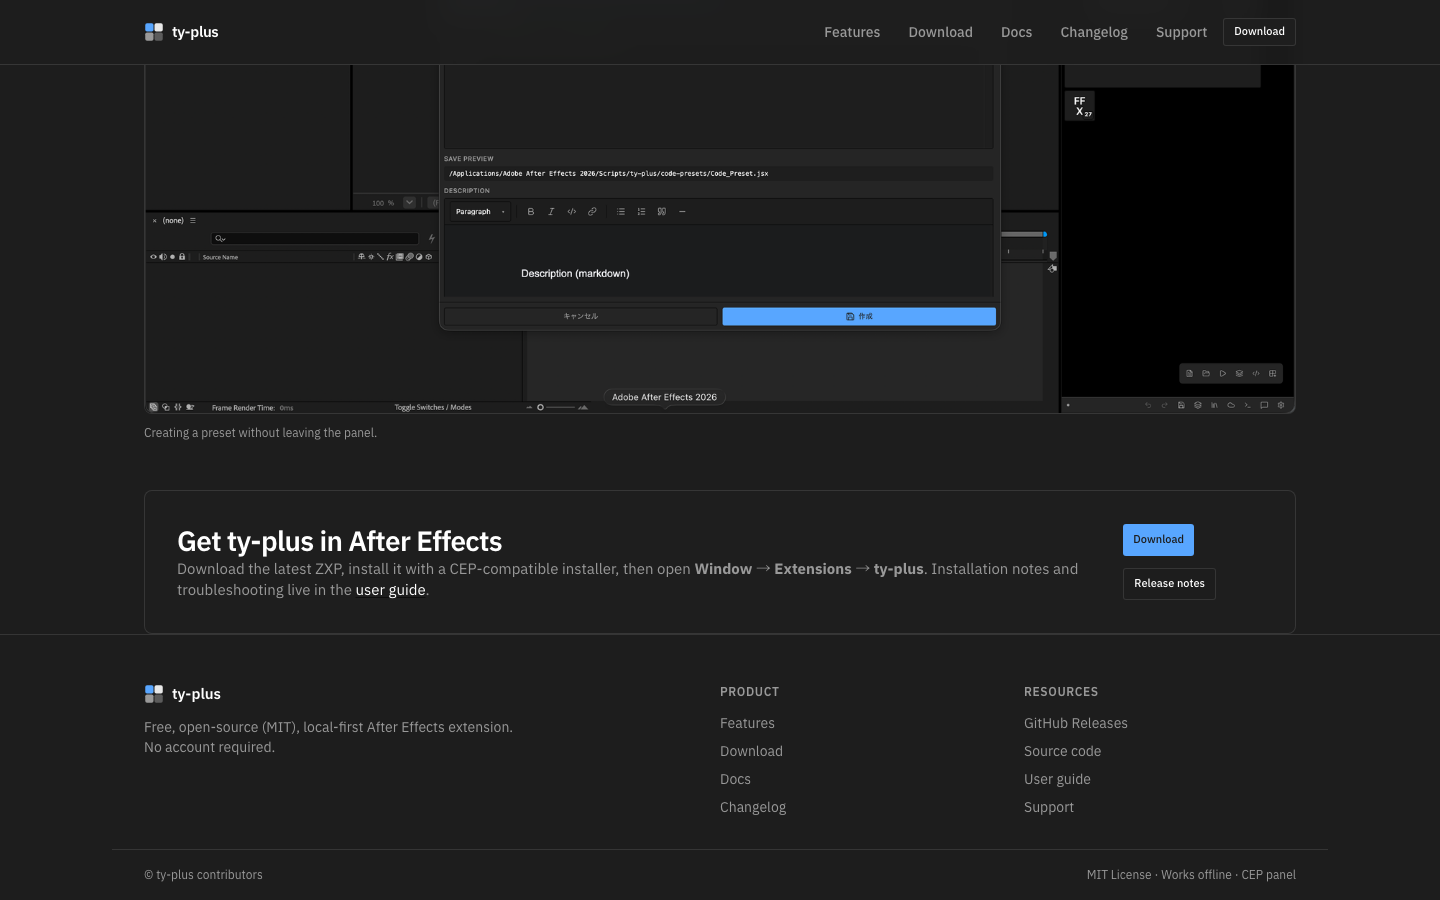 ty-plus
Features
Download
Docs
Changelog
Support
Download
FF
X 27
SAVE PREVIEW
/Applications/Adobe After Effects 2026/Scripts/ty-plus/code-presets/Code_Preset.jsx
DESCRIPTION
100 %
Paragraph
× (none)
Source Name
Description (markdown)
キャンセル
作成
Adobe After Effects 2026
Frame Render Time: 0ms
Toggle Switches / Modes
Creating a preset without leaving the panel.
Get ty-plus in After Effects
Download the latest ZXP, install it with a CEP-compatible installer, then open Window → Extensions → ty-plus. Installation notes and
troubleshooting live in the user guide.
Download
Release notes
ty-plus
Free, open-source (MIT), local-first After Effects extension.
No account required.
PRODUCT
Features
Download
Docs
Changelog
RESOURCES
GitHub Releases
Source code
User guide
Support
© ty-plus contributors
MIT License · Works offline · CEP panel